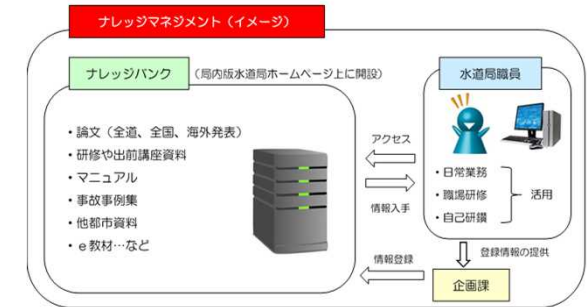 ナレッジマネジメント（イメージ）
ナレッジバンク
（局内版水道局ホームページ上に開設）
水道局職員
・論文（全道、全国、海外発表）
・研修や出前講座資料
・マニュアル
・事故事例集
・他都市資料
・ｅ教材…など
アクセス
情報入手
・日常業務
・職場研修
・自己研鑽
活用
登録情報の提供
情報登録
企画課